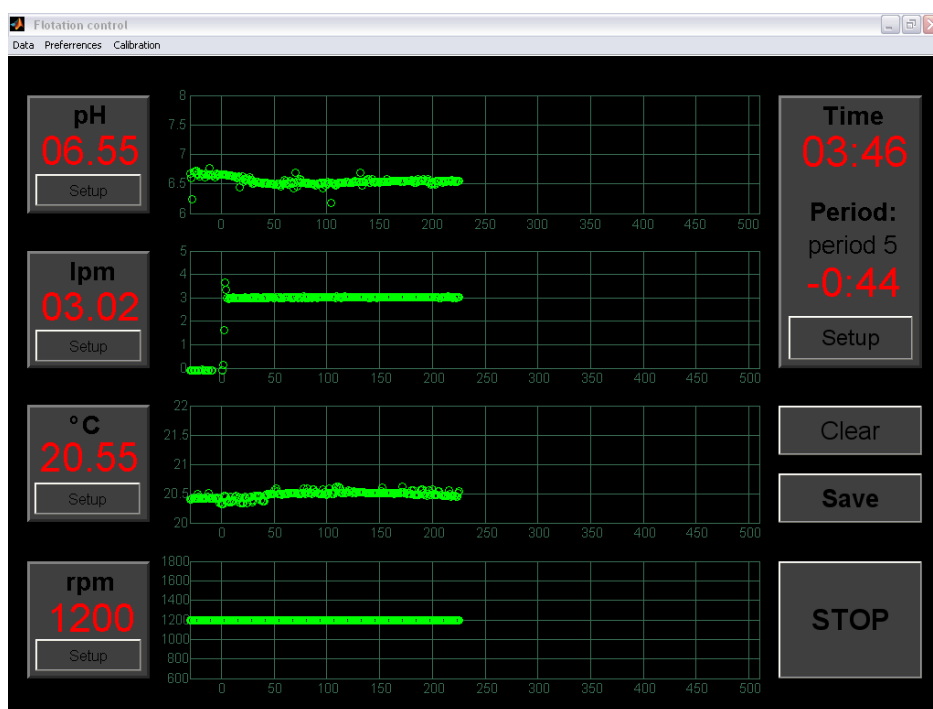 Flotation control
Data Preferrences Calibration
pH
06.55
Setup
8
7.5
7
6.5
6
0 50 100 150 200 250 300 350 400 450 500
lpm
03.02
Setup
5
4
3
2
1
0
0 50 100 150 200 250 300 350 400 450 500
°C
20.55
Setup
22
21.5
21
20.5
20
0 50 100 150 200 250 300 350 400 450 500
rpm
1200
Setup
1800
1600
1400
1200
1000
800
600
0 50 100 150 200 250 300 350 400 450 500
Time
03:46
Period:
period 5
-0:44
Setup
Clear
Save
STOP